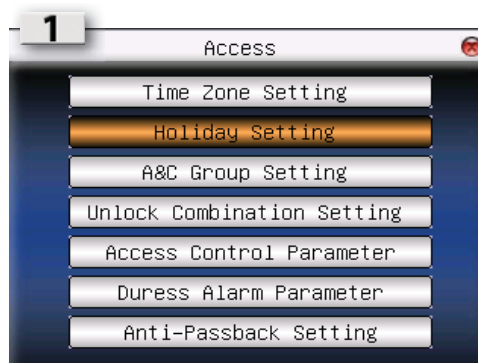 1
Access
Time Zone Setting
Holiday Setting
A&C Group Setting
Unlock Combination Setting
Access Control Parameter
Duress Alarm Parameter
Anti-Passback Setting